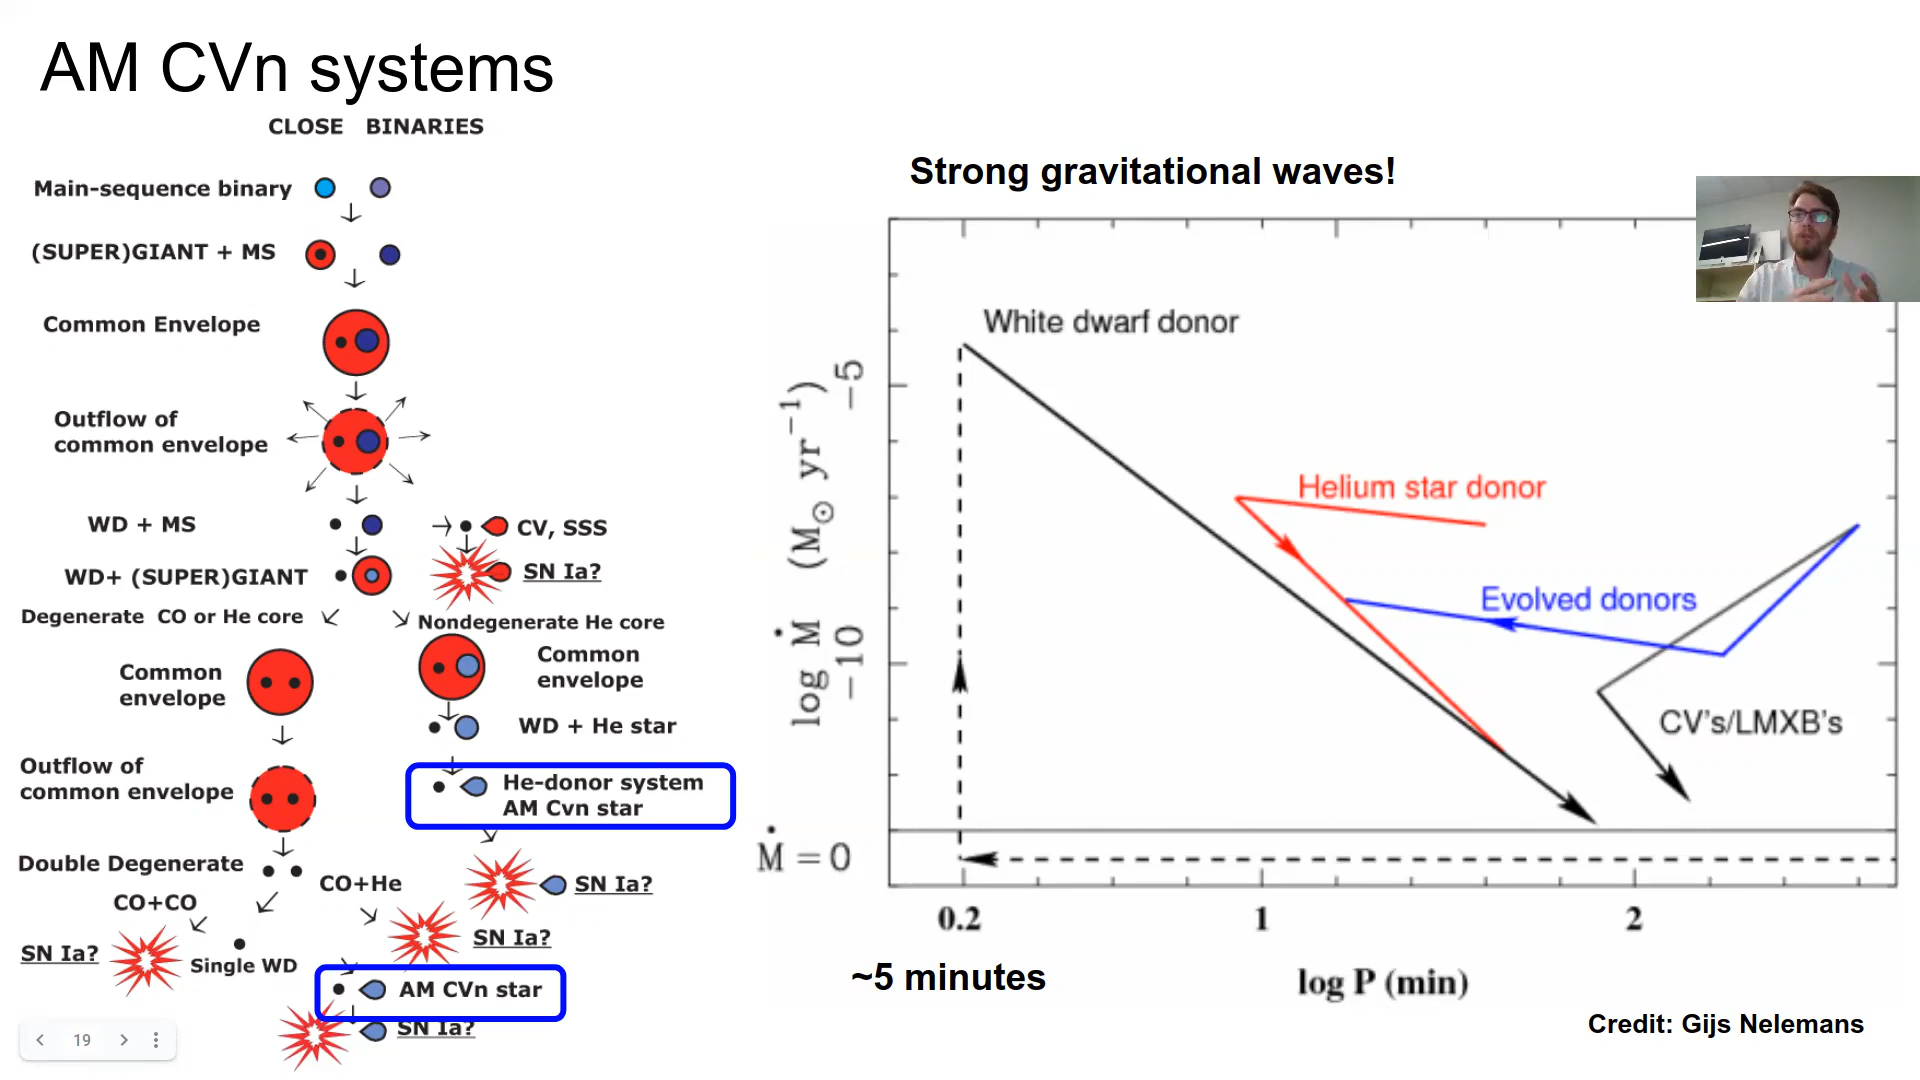 AM CVn systems
CLOSE BINARIES
Main-sequence binary
(SUPER)GIANT + MS
Common Envelope
Outflow of
common envelope
WD + MS
CV, SSS
SN Ia?
WD+ (SUPER)GIANT
Degenerate CO or He core
Nondegenerate He core
Common
envelope
Common
envelope
WD + He star
Outflow of
common envelope
He-donor system
AM Cvn star
Double Degenerate
CO+He
SN Ia?
CO+CO
SN Ia?
SN Ia?
Single WD
AM CVn star
SN Ia?
19
Strong gravitational waves!
White dwarf donor
Helium star donor
Evolved donors
CV's/LMXB's
log Ṁ (M⊙ yr⁻¹)
−5
−10
Ṁ = 0
0.2 1 2
~5 minutes
log P (min)
Credit: Gijs Nelemans